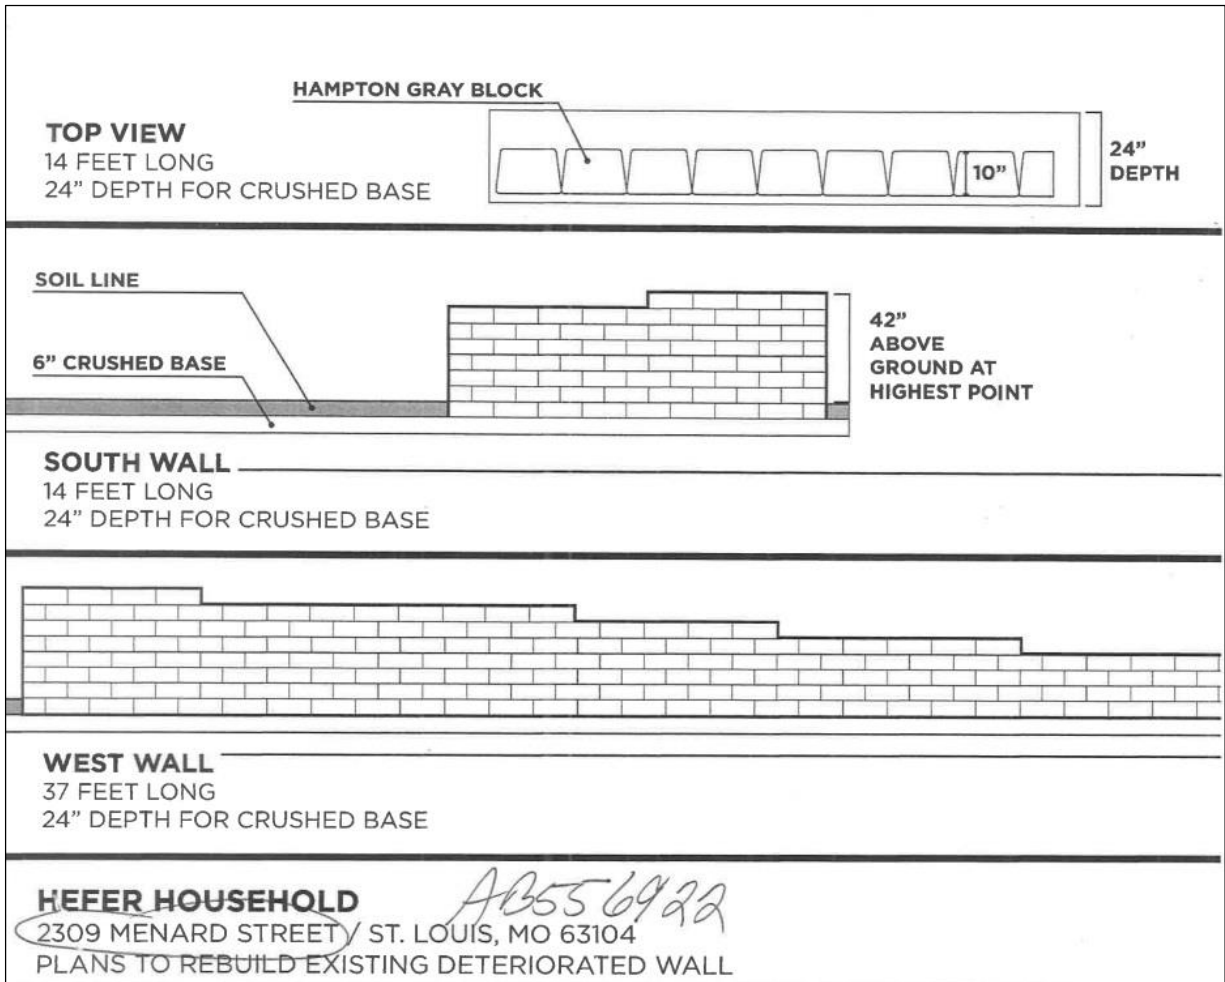 HAMPTON GRAY BLOCK
TOP VIEW
14 FEET LONG
24” DEPTH FOR CRUSHED BASE
10”
24”
DEPTH
SOIL LINE
6” CRUSHED BASE
42”
ABOVE
GROUND AT
HIGHEST POINT
SOUTH WALL
14 FEET LONG
24” DEPTH FOR CRUSHED BASE
WEST WALL
37 FEET LONG
24” DEPTH FOR CRUSHED BASE
HEFER HOUSEHOLD
AB556922
2309 MENARD STREET / ST. LOUIS, MO 63104
PLANS TO REBUILD EXISTING DETERIORATED WALL